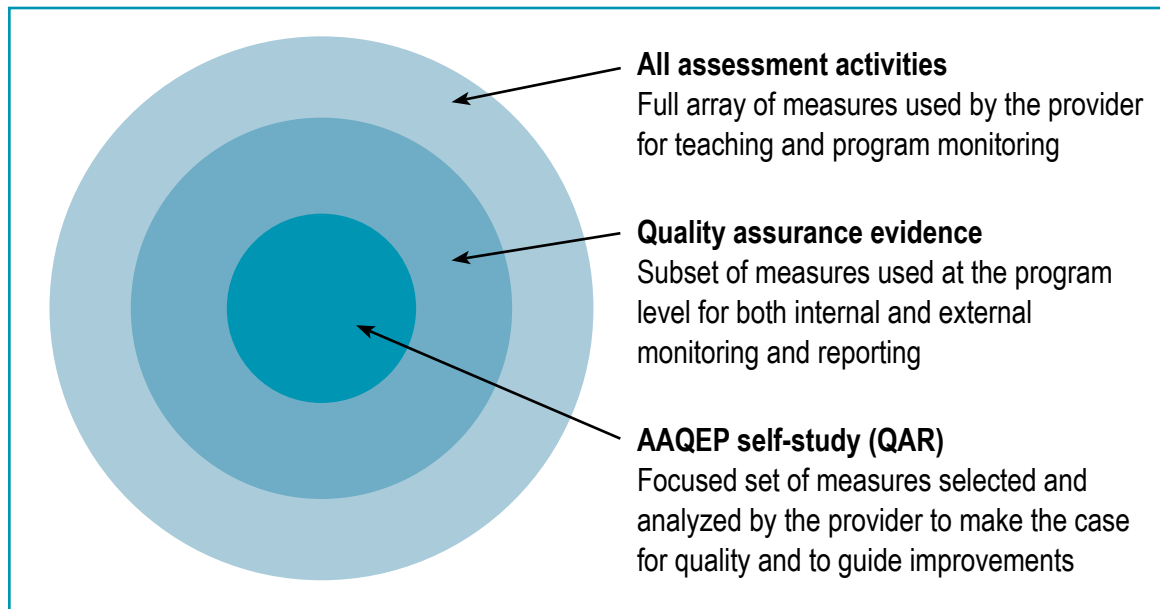 All assessment activities
Full array of measures used by the provider
for teaching and program monitoring
Quality assurance evidence
Subset of measures used at the program
level for both internal and external
monitoring and reporting
AAQEP self-study (QAR)
Focused set of measures selected and
analyzed by the provider to make the case
for quality and to guide improvements